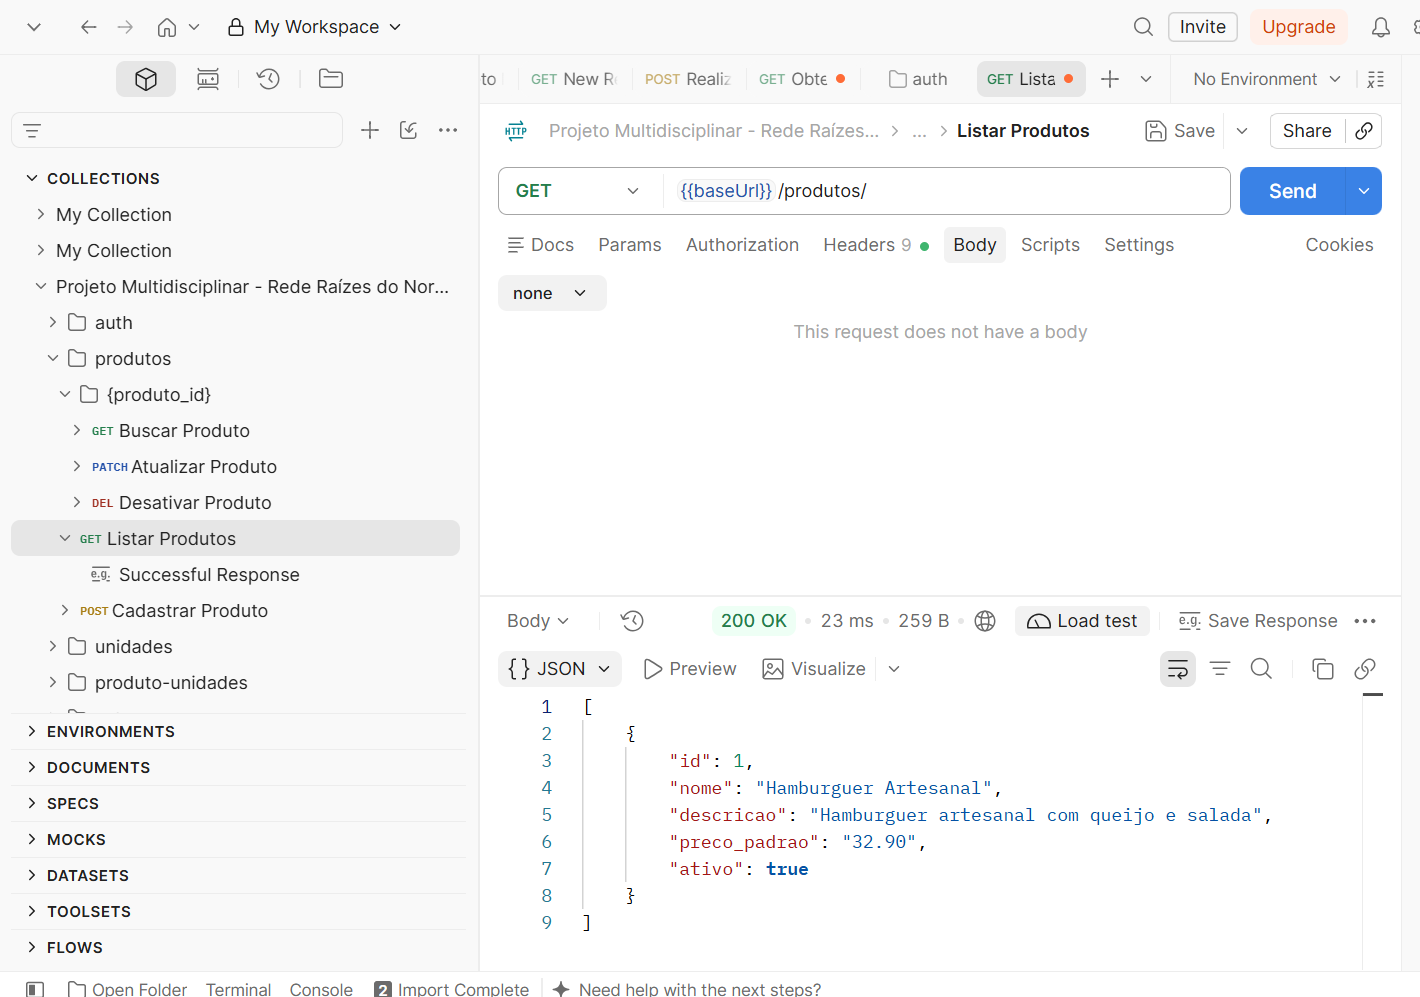 My Workspace
Invite
Upgrade
to
GET New R
POST Realiz
GET Obte
auth
GET Lista
No Environment
HTTP
Projeto Multidisciplinar - Rede Raízes...
...
Listar Produtos
Save
Share
COLLECTIONS
My Collection
My Collection
Projeto Multidisciplinar - Rede Raízes do Nor...
auth
produtos
{produto_id}
GET Buscar Produto
PATCH Atualizar Produto
DEL Desativar Produto
GET Listar Produtos
e.g. Successful Response
POST Cadastrar Produto
unidades
produto-unidades
ENVIRONMENTS
DOCUMENTS
SPECS
MOCKS
DATASETS
TOOLSETS
FLOWS
GET
{{baseUrl}} /produtos/
Send
Docs
Params
Authorization
Headers 9
Body
Scripts
Settings
Cookies
none
This request does not have a body
Body
200 OK
23 ms
259 B
Load test
e.g. Save Response
{} JSON
Preview
Visualize
1 [
2 {
3 "id": 1,
4 "nome": "Hamburguer Artesanal",
5 "descricao": "Hamburguer artesanal com queijo e salada",
6 "preco_padrao": "32.90",
7 "ativo": true
8 }
9 ]
Open Folder
Terminal
Console
2 Import Complete
Need help with the next steps?